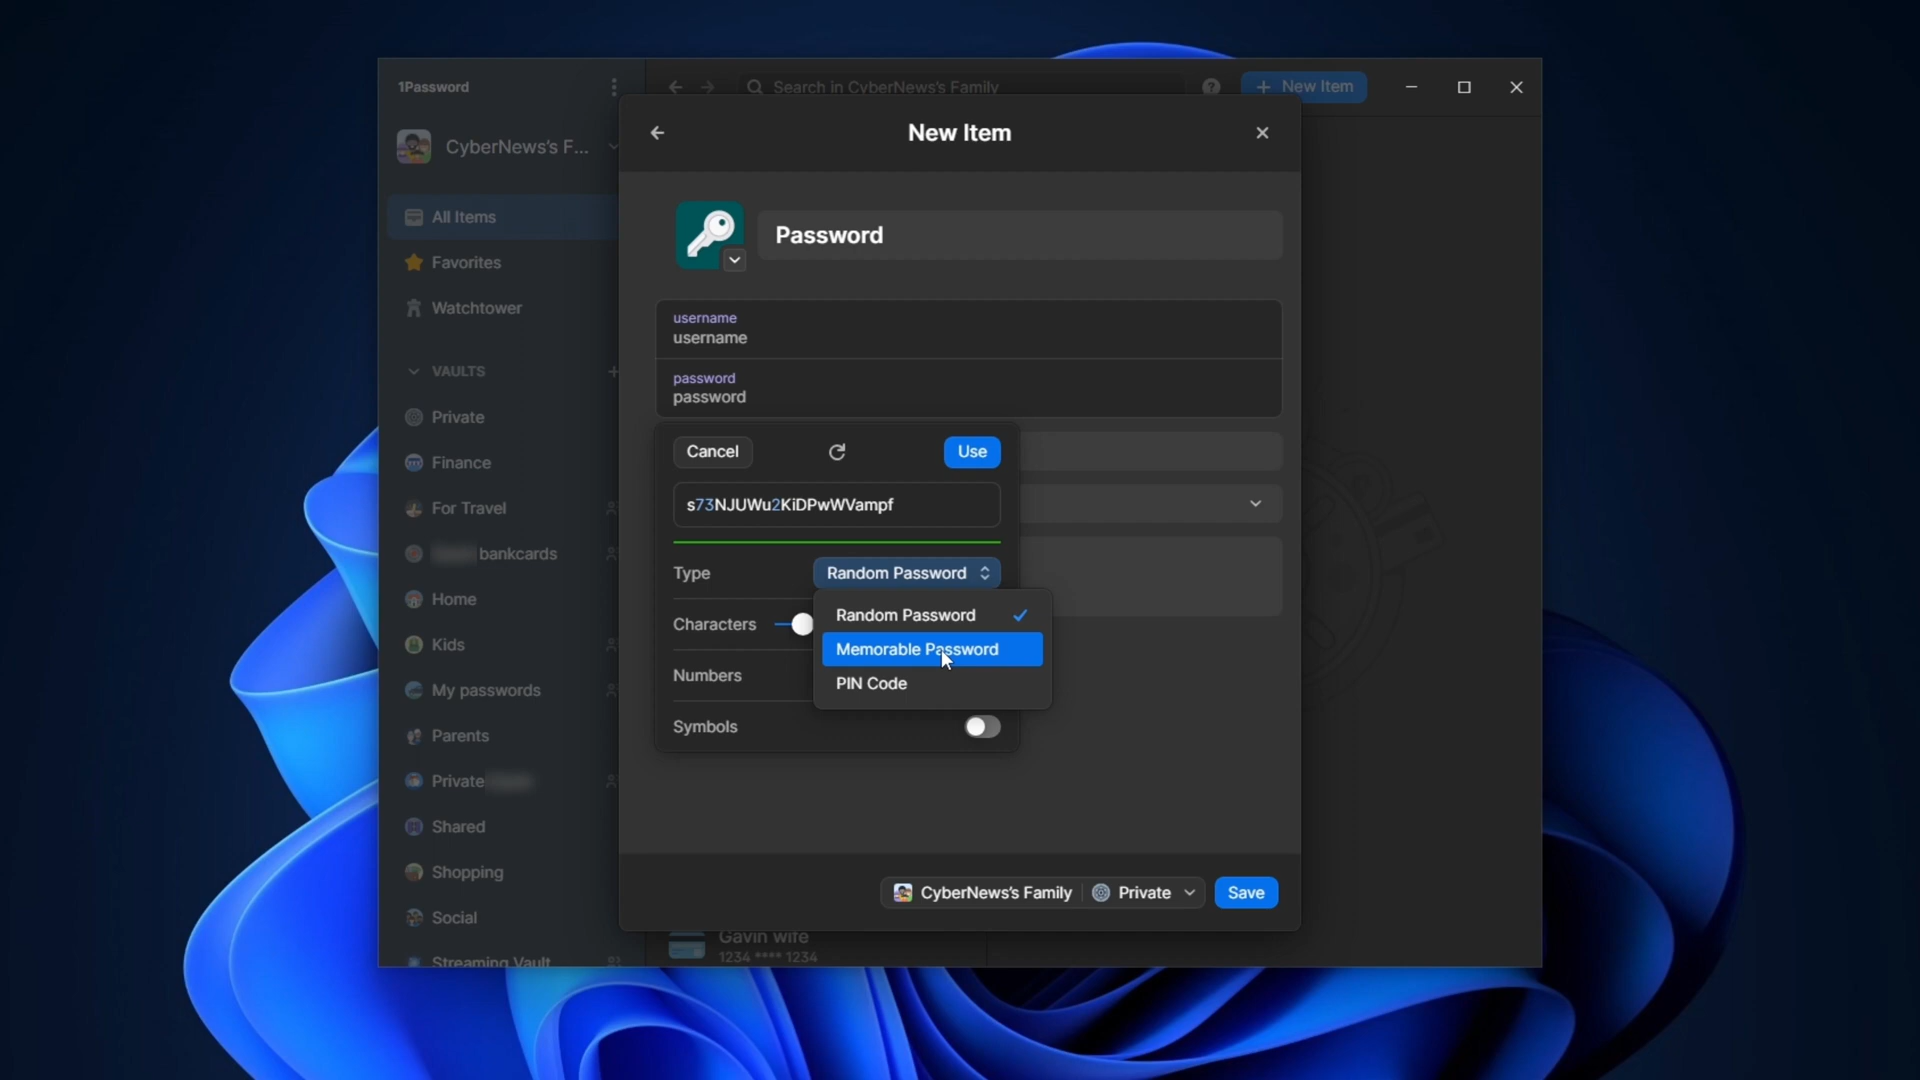 1Password
Search in CyberNews's Family
New Item
CyberNews's F...
All Items
Favorites
Watchtower
VAULTS
Private
Finance
For Travel
bankcards
Home
Kids
My passwords
Parents
Private
Shared
Shopping
Social
Streaming Vault
New Item
Password
username
username
password
password
Cancel
Use
s73NJUWu2KiDPwWVampf
Type
Random Password
Random Password
Memorable Password
PIN Code
Characters
Numbers
Symbols
CyberNews's Family
Private
Save
Gavin wife
1234 **** 1234